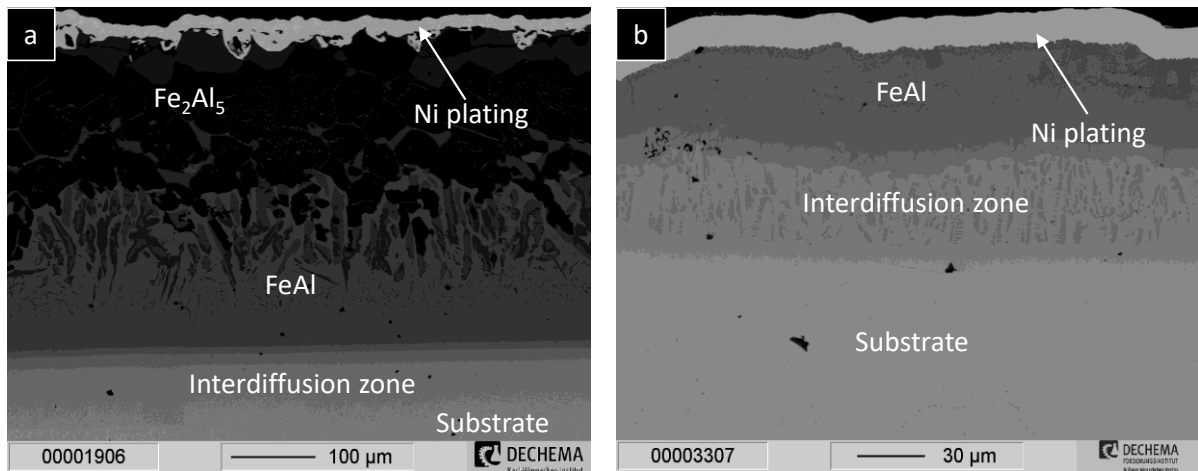 a
Ni plating
Fe₂Al₅
FeAl
Interdiffusion zone
Substrate
00001906
100 µm
DECHEMA
b
Ni plating
FeAl
Interdiffusion zone
Substrate
00003307
30 µm
DECHEMA
FORSCHUNGSINSTITUT